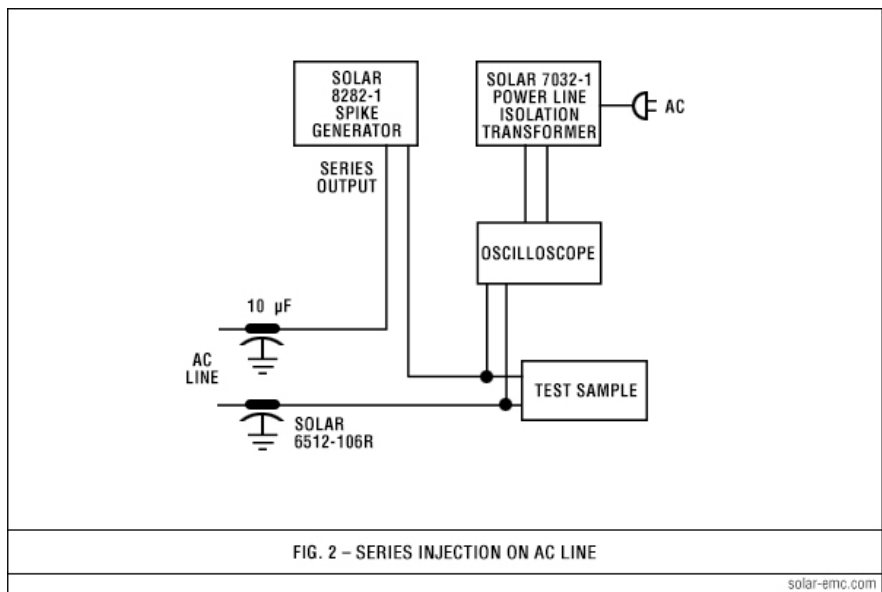 SOLAR
8282-1
SPIKE
GENERATOR
SOLAR 7032-1
POWER LINE
ISOLATION
TRANSFORMER
AC
SERIES
OUTPUT
OSCILLOSCOPE
10 µF
AC
LINE
TEST SAMPLE
SOLAR
6512-106R
FIG. 2 – SERIES INJECTION ON AC LINE
solar-emc.com